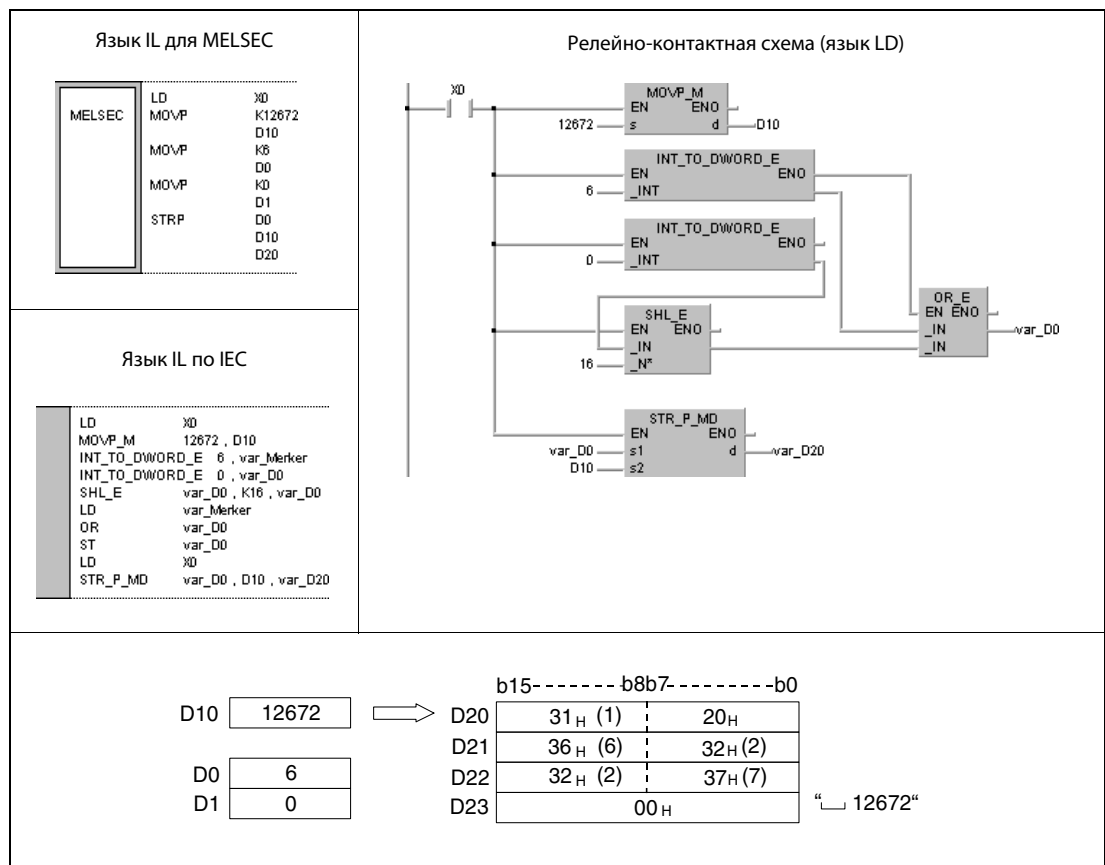 Язык IL для MELSEC
MELSEC
LD X0
MOVP K12672
D10
MOVP K6
D0
MOVP K0
D1
STRP D0
D10
D20
Язык IL по IEC
LD X0
MOVP_M 12672 , D10
INT_TO_DWORD_E 6 , var_Merker
INT_TO_DWORD_E 0 , var_D0
SHL_E var_D0 , K16 , var_D0
LD var_Merker
OR var_D0
ST var_D0
LD X0
STR_P_MD var_D0 , D10 , var_D20
Релейно-контактная схема (язык LD)
X0
MOVP_M
EN ENO
12672 s d D10
INT_TO_DWORD_E
EN ENO
6 _INT
INT_TO_DWORD_E
EN ENO
0 _INT
SHL_E
EN ENO
_IN
16 _N*
OR_E
EN ENO
_IN var_D0
_IN
STR_P_MD
EN ENO
var_D0 s1 d var_D20
D10 s2
b15 b8b7 b0
D10 12672 D20 31H (1) 20H
D21 36H (6) 32H (2)
D0 6 D22 32H (2) 37H (7)
D1 0 D23 00H “␣ 12672“